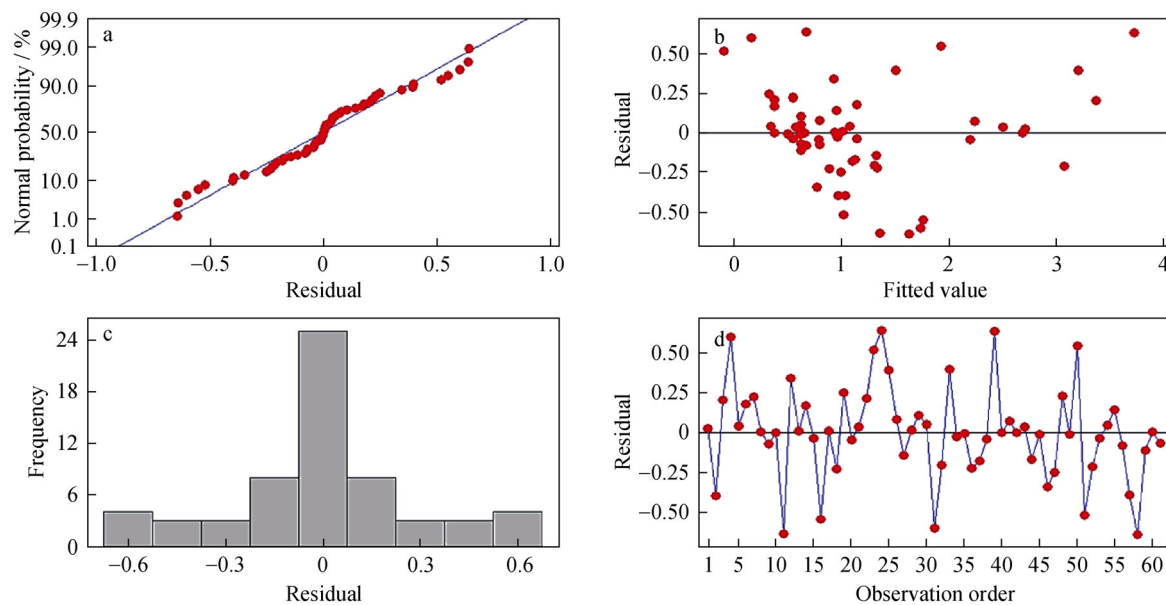 a
Normal probability / %
99.9
99.0
90.0
50.0
10.0
1.0
0.1
−1.0 −0.5 0 0.5 1.0
Residual
b
Residual
0.50
0.25
0
−0.25
−0.50
0 1 2 3 4
Fitted value
c
Frequency
24
18
12
6
0
−0.6 −0.3 0 0.3 0.6
Residual
d
Residual
0.50
0.25
0
−0.25
−0.50
1 5 10 15 20 25 30 35 40 45 50 55 60
Observation order